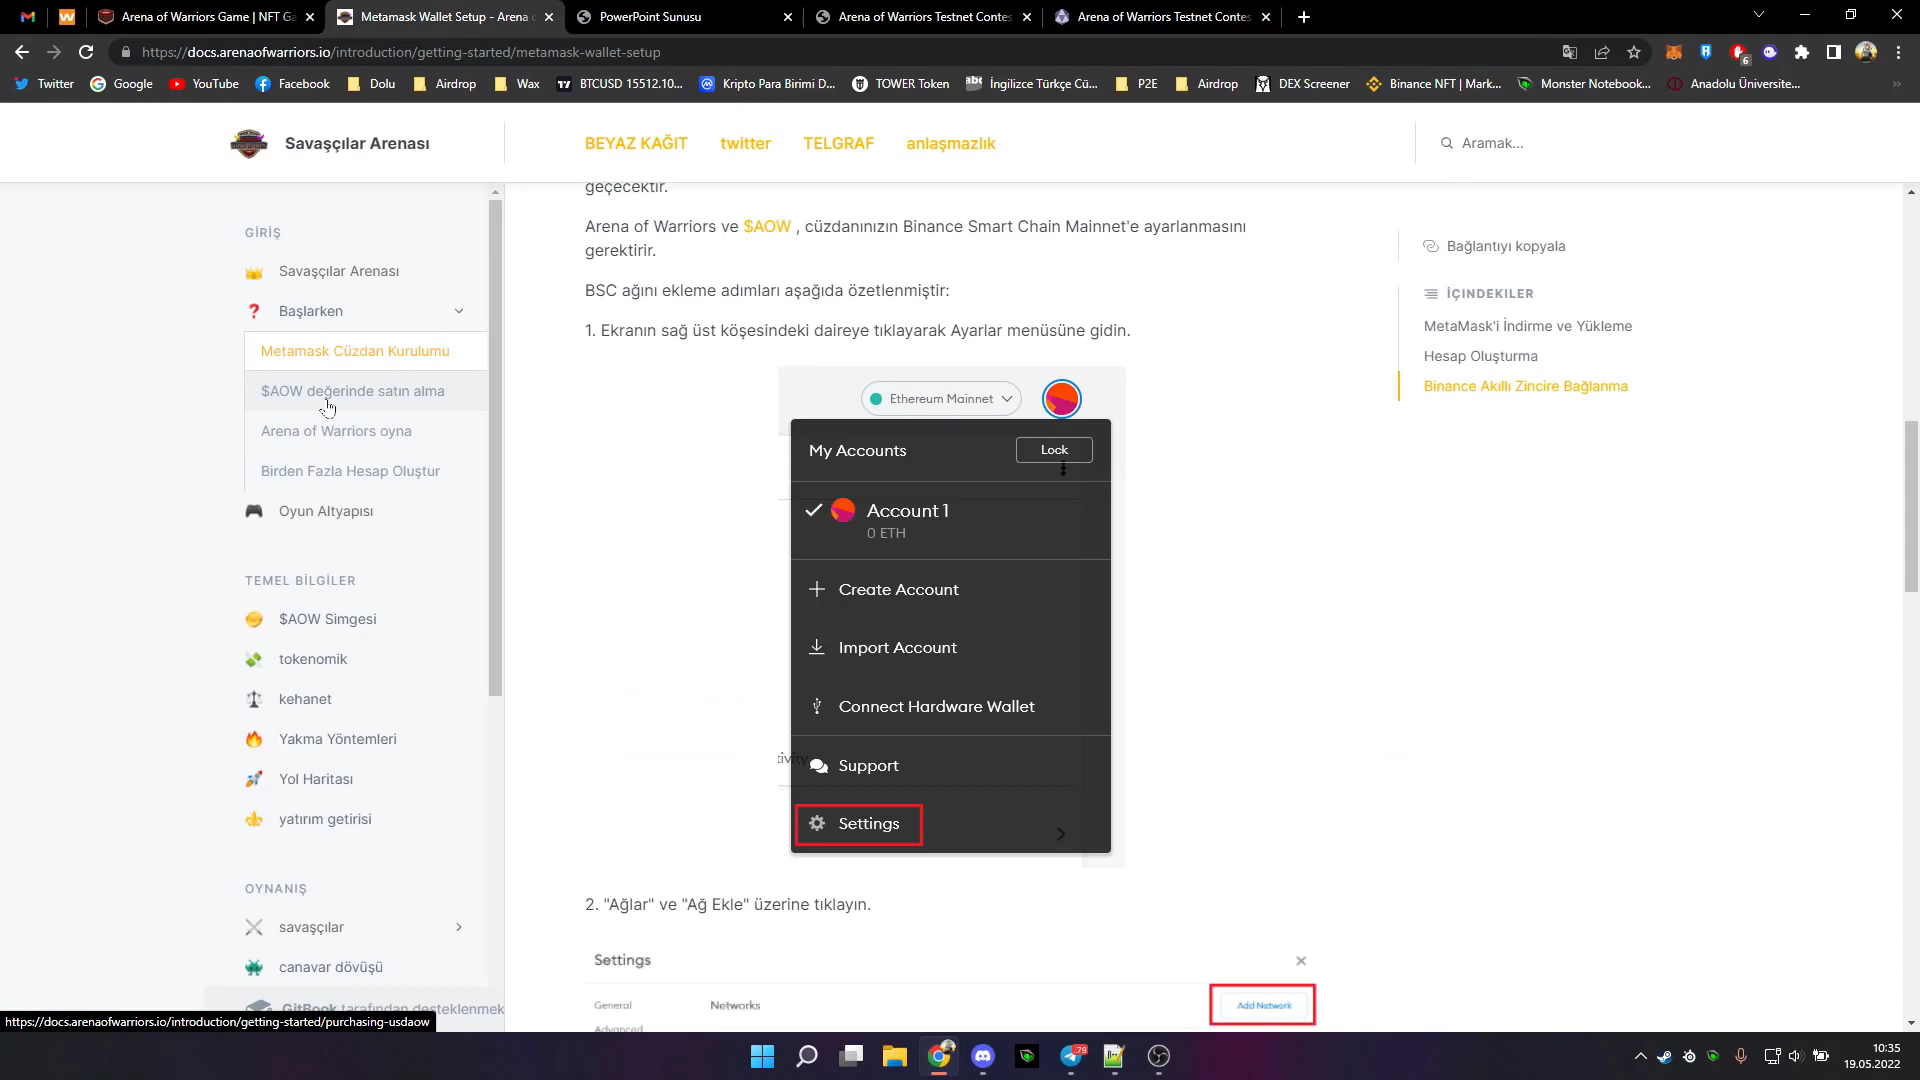 Arena of Warriors Game | NFT Ga
Metamask Wallet Setup - Arena o
PowerPoint Sunusu
Arena of Warriors Testnet Contes
Arena of Warriors Testnet Contes
https://docs.arenaofwarriors.io/introduction/getting-started/metamask-wallet-setup
6
Twitter
Google
YouTube
Facebook
Dolu
Airdrop
Wax
BTCUSD 15512.10...
Kripto Para Birimi D...
TOWER Token
İngilizce Türkçe Cü...
P2E
Airdrop
DEX Screener
Binance NFT | Mark...
Monster Notebook...
Anadolu Üniversite...
Savaşçılar Arenası
BEYAZ KAĞIT
twitter
TELGRAF
anlaşmazlık
Aramak...
GİRİŞ
Savaşçılar Arenası
Başlarken
Metamask Cüzdan Kurulumu
$AOW değerinde satın alma
Arena of Warriors oyna
Birden Fazla Hesap Oluştur
Oyun Altyapısı
TEMEL BİLGİLER
$AOW Simgesi
tokenomik
kehanet
Yakma Yöntemleri
Yol Haritası
yatırım getirisi
OYNANIŞ
savaşçılar
canavar dövüşü
GitBook tarafından desteklenmek
geçecektir.
Arena of Warriors ve $AOW , cüzdanınızın Binance Smart Chain Mainnet'e ayarlanmasını
gerektirir.
BSC ağını ekleme adımları aşağıda özetlenmiştir:
1. Ekranın sağ üst köşesindeki daireye tıklayarak Ayarlar menüsüne gidin.
Ethereum Mainnet
My Accounts
Lock
Account 1
0 ETH
Create Account
Import Account
Connect Hardware Wallet
tivity
Support
Settings
2. "Ağlar" ve "Ağ Ekle" üzerine tıklayın.
Settings
General
Networks
Add Network
Advanced
Bağlantıyı kopyala
İÇINDEKILER
MetaMask'i İndirme ve Yükleme
Hesap Oluşturma
Binance Akıllı Zincire Bağlanma
https://docs.arenaofwarriors.io/introduction/getting-started/purchasing-usdaow
79
10:35
19.05.2022